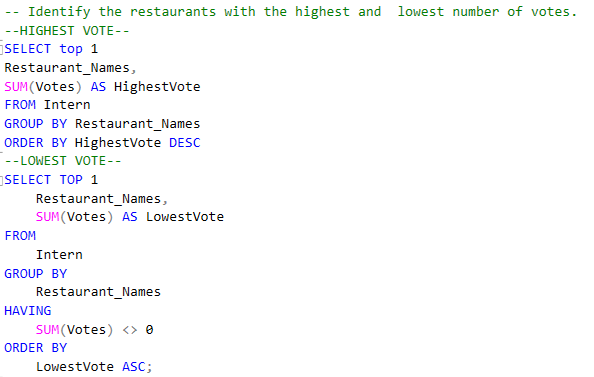 -- Identify the restaurants with the highest and  lowest number of votes.
--HIGHEST VOTE--
SELECT top 1
Restaurant_Names,
SUM(Votes) AS HighestVote
FROM Intern
GROUP BY Restaurant_Names
ORDER BY HighestVote DESC
--LOWEST VOTE--
SELECT TOP 1
    Restaurant_Names,
    SUM(Votes) AS LowestVote
FROM
    Intern
GROUP BY
    Restaurant_Names
HAVING
    SUM(Votes) <> 0
ORDER BY
    LowestVote ASC;